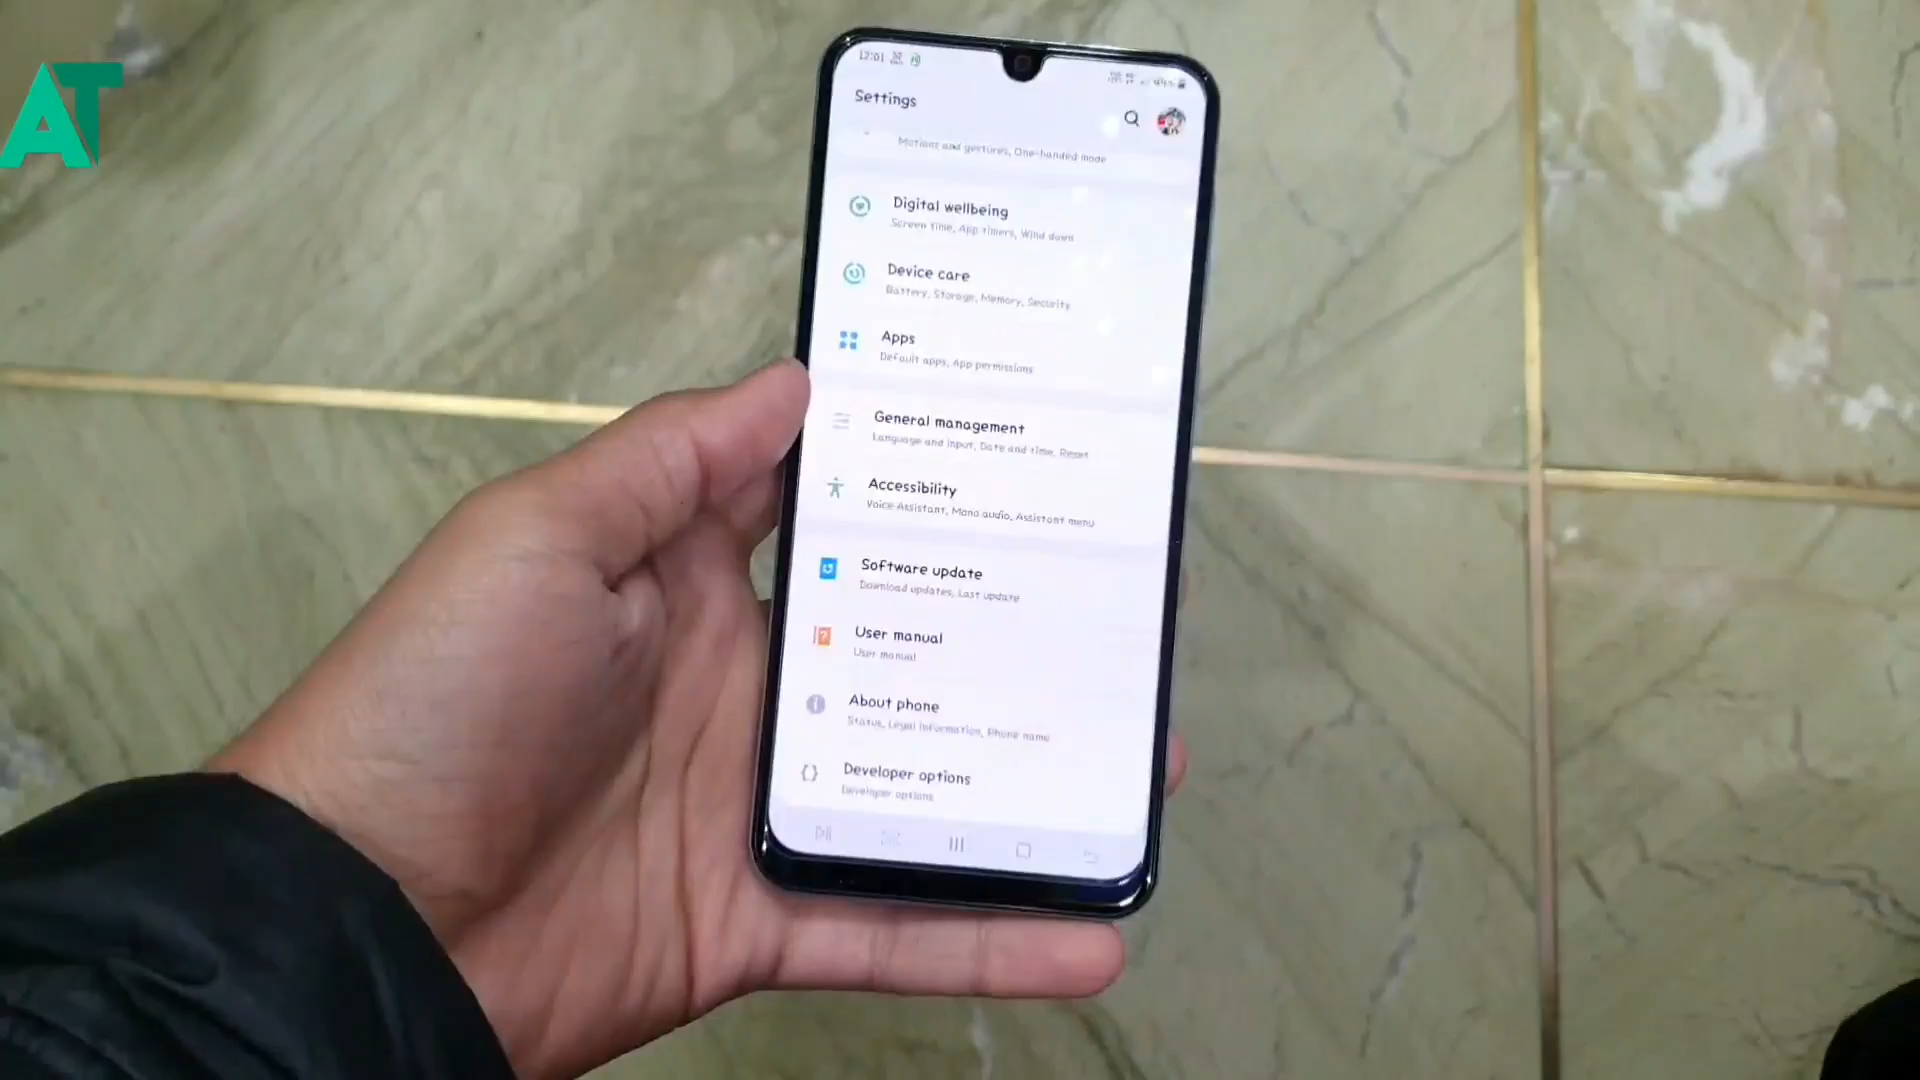 AT
12:01
Settings
Motions and gestures, One-handed mode
Digital wellbeing
Screen time, App timers, Wind down
Device care
Battery, Storage, Memory, Security
Apps
Default apps, App permissions
General management
Language and input, Date and time, Reset
Accessibility
Voice Assistant, Mono audio, Assistant menu
Software update
Download updates, Last update
User manual
User manual
About phone
Status, Legal information, Phone name
Developer options
Developer options